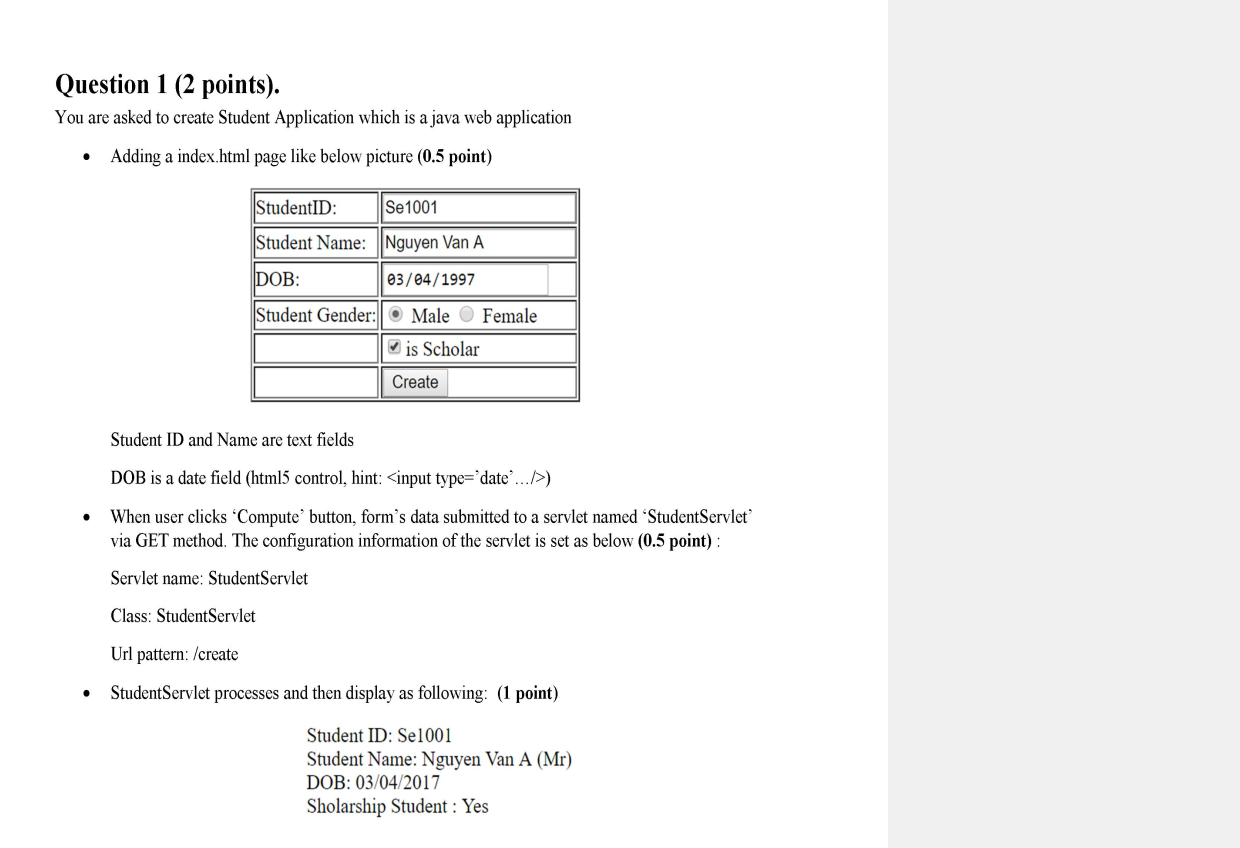 Question 1 (2 points).
You are asked to create Student Application which is a java web application
• Adding a index.html page like below picture (0.5 point)
StudentID: Se1001
Student Name: Nguyen Van A
DOB: 03/04/1997
Student Gender: Male Female
is Scholar
Create
Student ID and Name are text fields
DOB is a date field (html5 control, hint: <input type=’date’…/>)
• When user clicks ‘Compute’ button, form’s data submitted to a servlet named ‘StudentServlet’
via GET method. The configuration information of the servlet is set as below (0.5 point) :
Servlet name: StudentServlet
Class: StudentServlet
Url pattern: /create
• StudentServlet processes and then display as following: (1 point)
Student ID: Se1001
Student Name: Nguyen Van A (Mr)
DOB: 03/04/2017
Sholarship Student : Yes